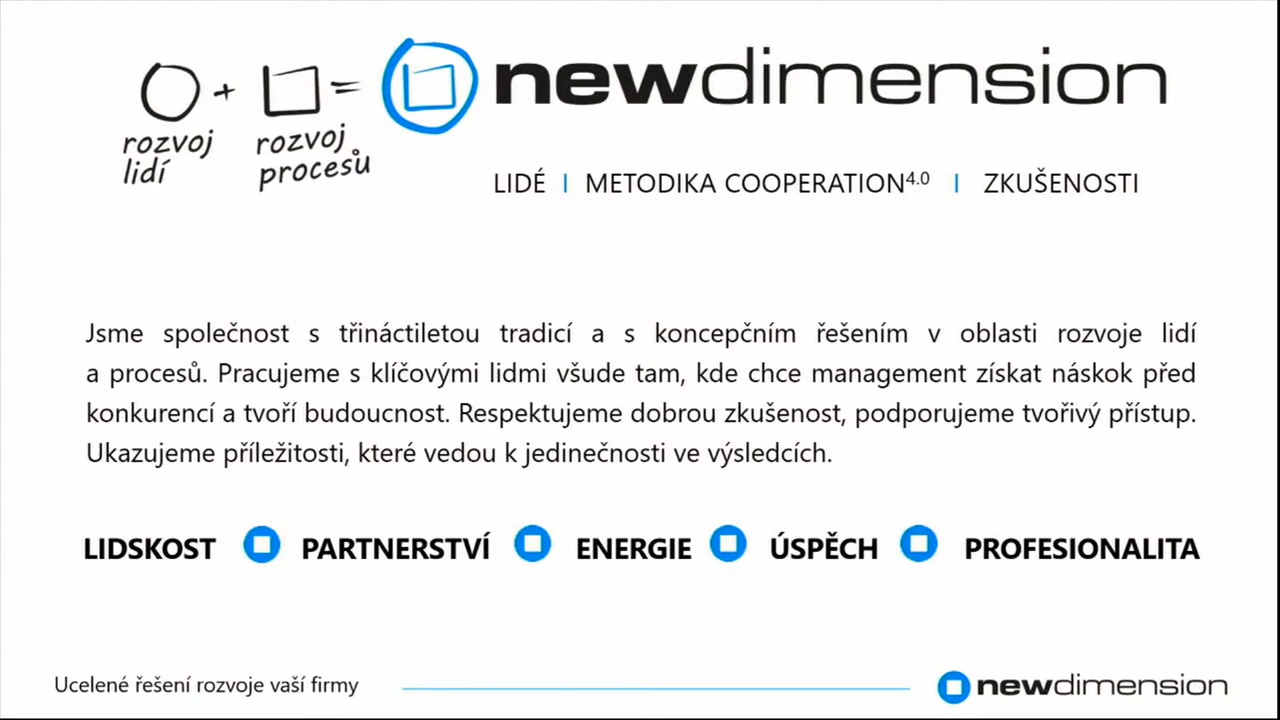 rozvoj lidí + rozvoj procesů = newdimension
LIDÉ | METODIKA COOPERATION4.0 | ZKUŠENOSTI
Jsme společnost s třináctiletou tradicí a s koncepčním řešením v oblasti rozvoje lidí
a procesů. Pracujeme s klíčovými lidmi všude tam, kde chce management získat náskok před
konkurencí a tvoří budoucnost. Respektujeme dobrou zkušenost, podporujeme tvořivý přístup.
Ukazujeme příležitosti, které vedou k jedinečnosti ve výsledcích.
LIDSKOST PARTNERSTVÍ ENERGIE ÚSPĚCH PROFESIONALITA
Ucelené řešení rozvoje vaší firmy newdimension